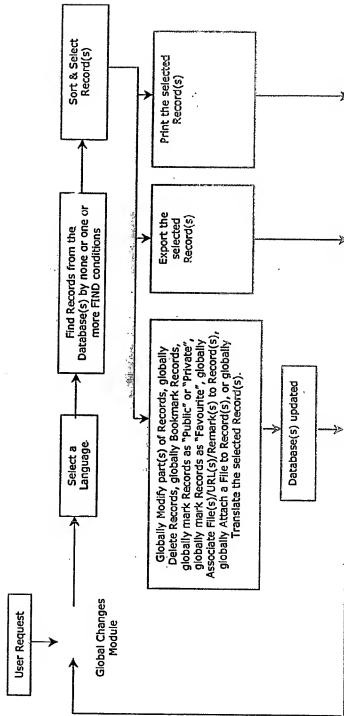 User Request
Global Changes
Module
Select a
Language.
Find Records from the
Database(s) by none or one or
more FIND conditions
Sort & Select
Record(s)
Globally Modify part(s) of Records, globally
Delete Records, globally Bookmark Records,
globally mark Records as "Public" or "Private",
globally mark Records as "Favourite", globally
Associate File(s)/URL(s)/Remark(s) to Record(s),
globally Attach a File to Record(s), or globally
Translate the selected Record(s).
Export the
selected
Record(s)
Print the selected
Record(s)
Database(s) updated